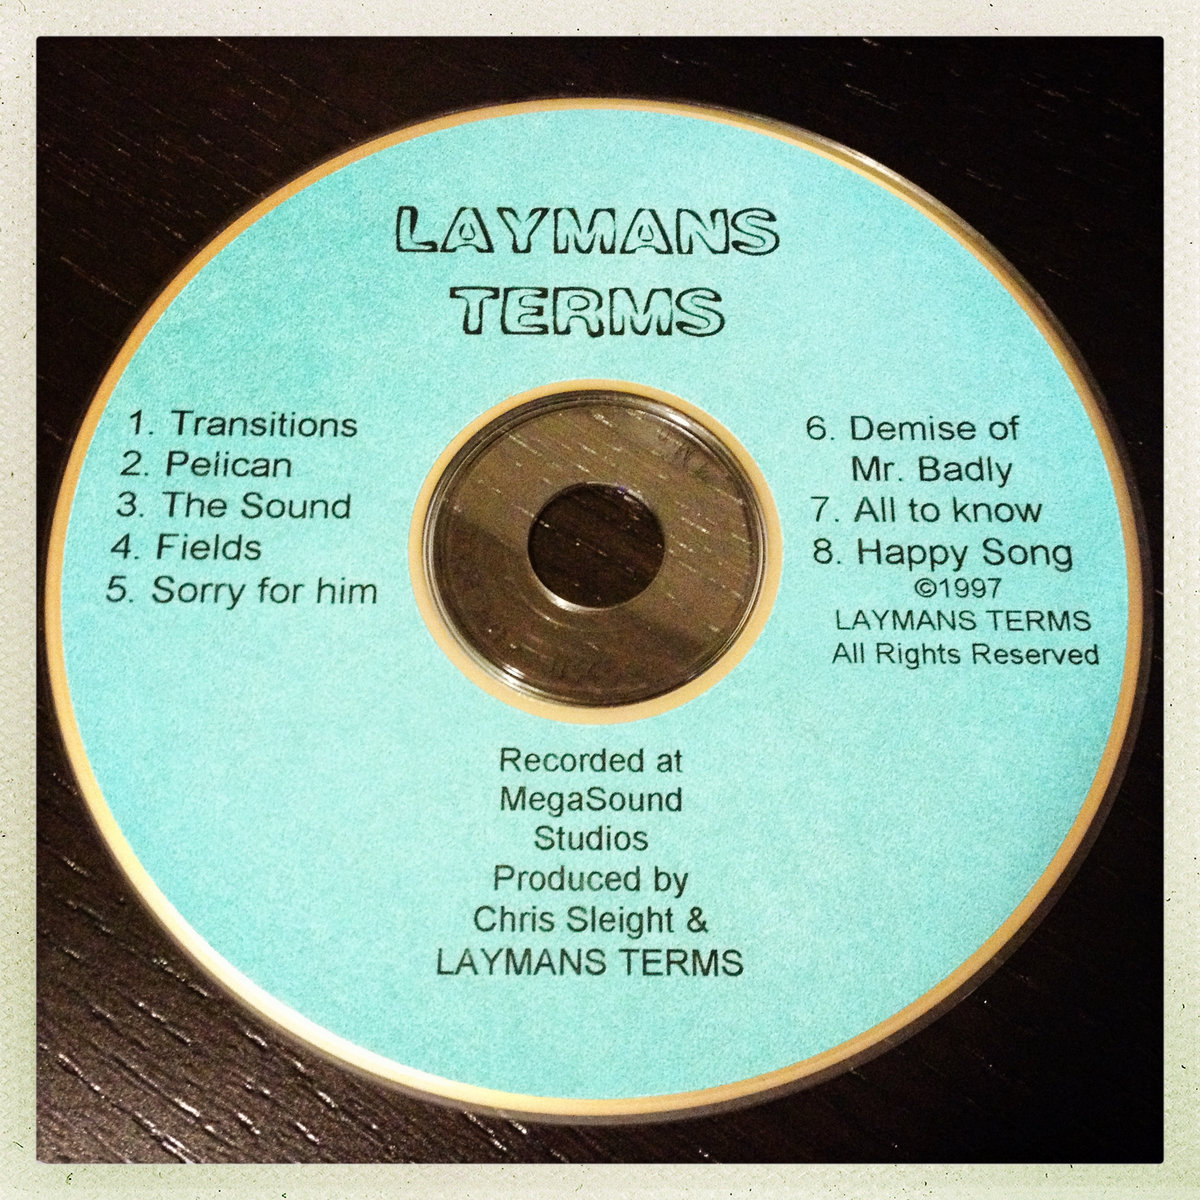 LAYMANS
TERMS
1. Transitions
2. Pelican
3. The Sound
4. Fields
5. Sorry for him
6. Demise of
Mr. Badly
7. All to know
8. Happy Song
©1997
LAYMANS TERMS
All Rights Reserved
Recorded at
MegaSound
Studios
Produced by
Chris Sleight &
LAYMANS TERMS